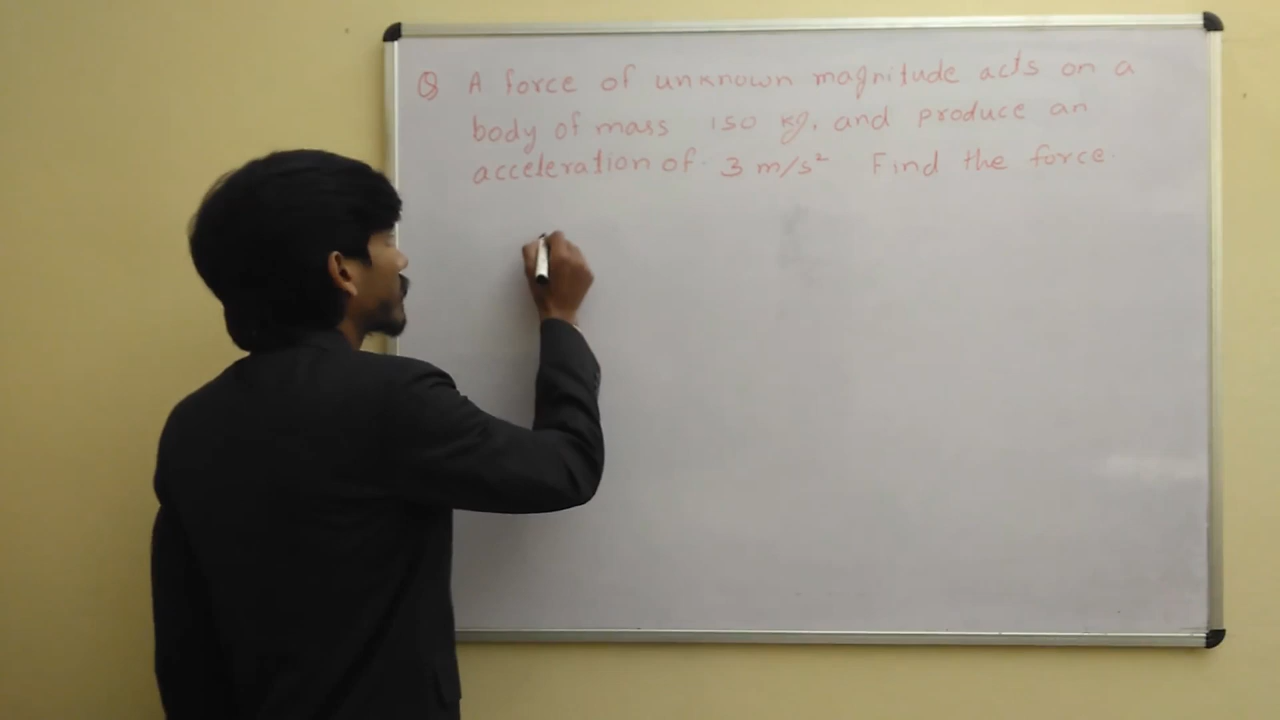 Q A force of unknown magnitude acts on a
body of mass 150 kg, and produce an
acceleration of 3 m/s² Find the force.